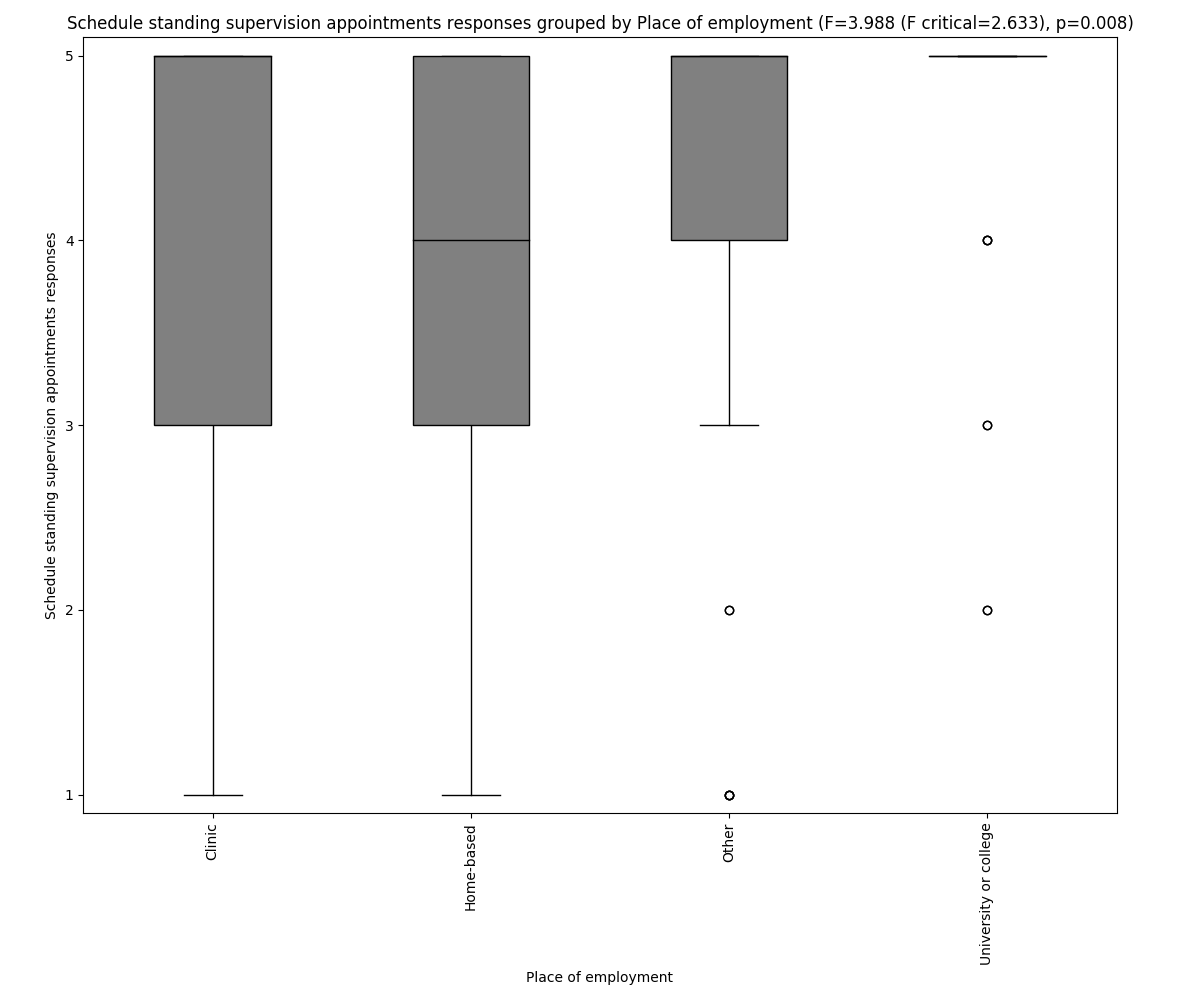 Schedule standing supervision appointments responses grouped by Place of employment (F=3.988 (F critical=2.633), p=0.008)
Schedule standing supervision appointments responses
5
4
3
2
1
Clinic
Home-based
Other
University or college
Place of employment